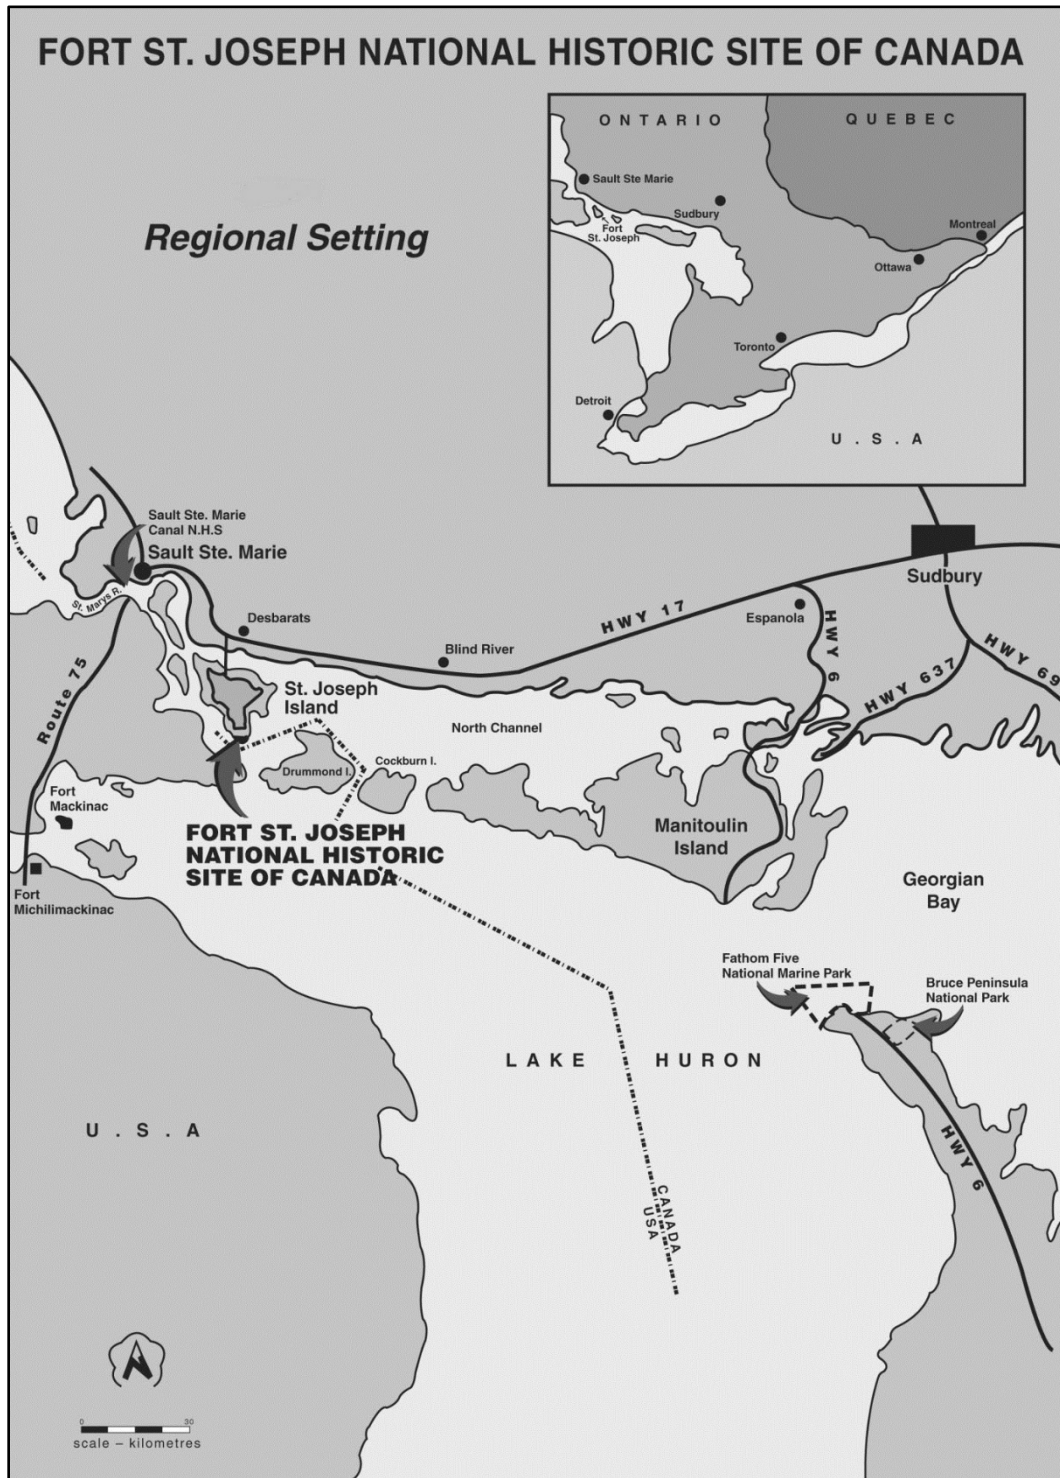 FORT ST. JOSEPH NATIONAL HISTORIC SITE OF CANADA
Regional Setting
ONTARIO
QUEBEC
Sault Ste Marie
Sudbury
Fort
St. Joseph
Montreal
Ottawa
Toronto
Detroit
U.S.A
Sault Ste. Marie
Canal N.H.S
Sault Ste. Marie
St. Marys R.
Route 75
Desbarats
Blind River
HWY 17
Espanola
HWY 6
Sudbury
HWY 637
HWY 69
St. Joseph
Island
North Channel
Drummond I.
Cockburn I.
Fort
Mackinac
Manitoulin
Island
FORT ST. JOSEPH
NATIONAL HISTORIC
SITE OF CANADA
Fort
Michilimackinac
Georgian
Bay
Fathom Five
National Marine Park
Bruce Peninsula
National Park
LAKE HURON
U.S.A
HWY 6
CANADA
USA
0 30
scale – kilometres